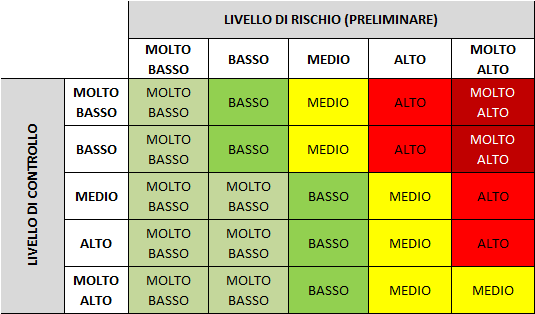 LIVELLO DI RISCHIO (PRELIMINARE)
MOLTO BASSO BASSO MEDIO ALTO MOLTO ALTO
LIVELLO DI CONTROLLO
MOLTO BASSO MOLTO BASSO BASSO MEDIO ALTO MOLTO ALTO
BASSO MOLTO BASSO BASSO MEDIO ALTO MOLTO ALTO
MEDIO MOLTO BASSO MOLTO BASSO BASSO MEDIO ALTO
ALTO MOLTO BASSO MOLTO BASSO BASSO MEDIO ALTO
MOLTO ALTO MOLTO BASSO MOLTO BASSO BASSO MEDIO MEDIO